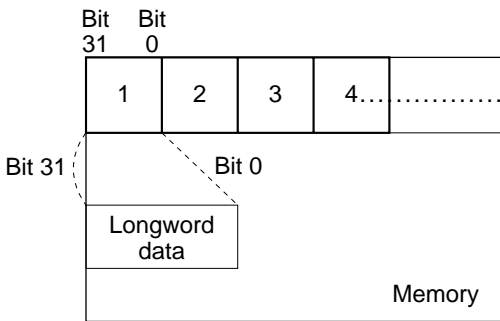 Bit Bit
31 0
1 2 3 4................
Bit 31 Bit 0
Longword
data
Memory